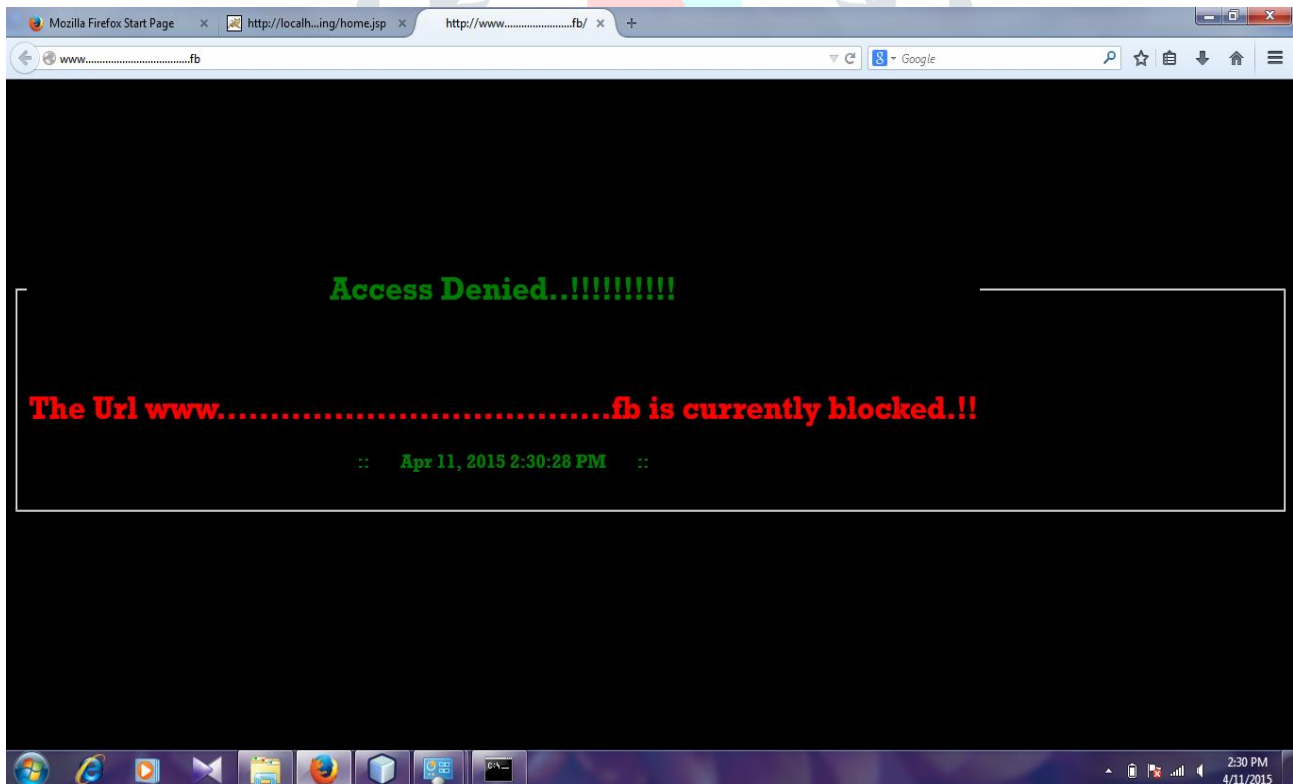 Mozilla Firefox Start Page
http://localh...ing/home.jsp
http://www........................fb/
www.....................................fb
Google
Access Denied..!!!!!!!!!!
The Url www.....................................fb is currently blocked.!!
:: Apr 11, 2015 2:30:28 PM ::
2:30 PM
4/11/2015